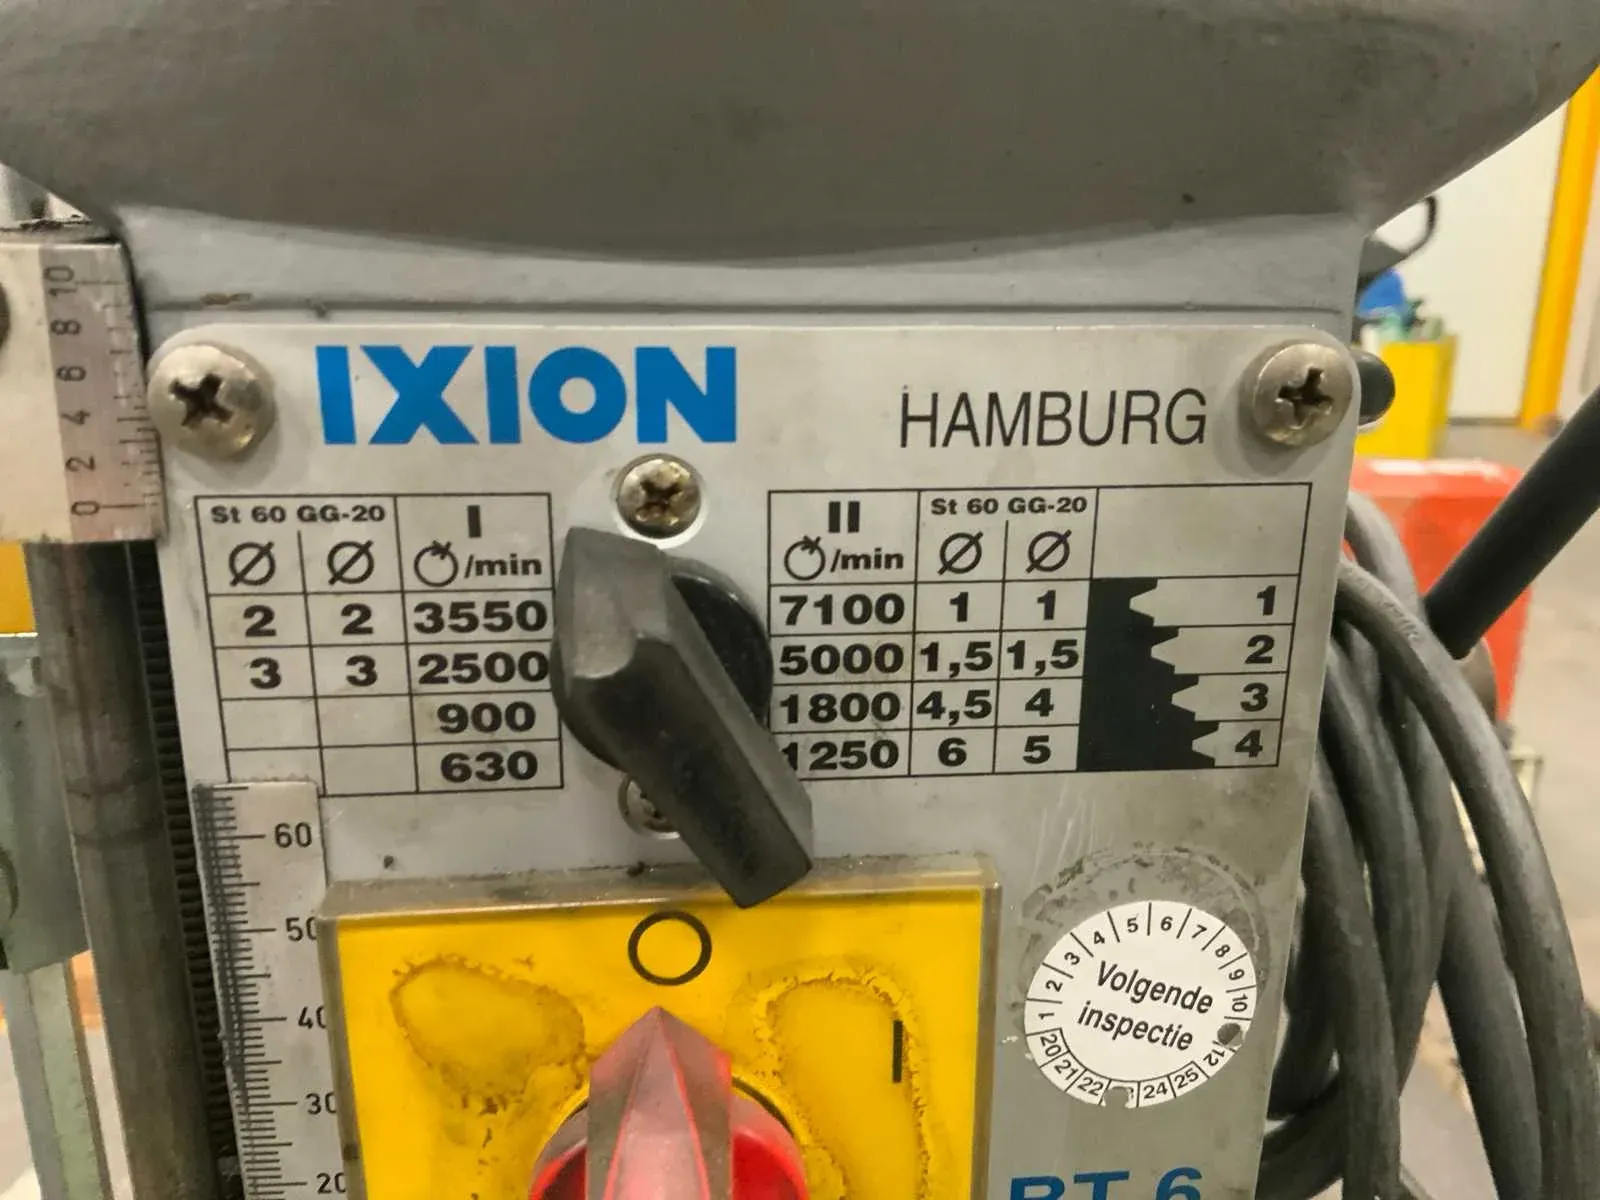 IXION HAMBURG
St 60 GG-20 I
Ø Ø /min
2 2 3550
3 3 2500
900
630
II St 60 GG-20
/min Ø Ø
7100 1 1 1
5000 1,5 1,5 2
1800 4,5 4 3
1250 6 5 4
10
8
6
4
2
0
60
50
40
30
20
O
I
1 2 3 4 5 6 7 8 9 10 12
Volgende
inspectie
20 21 22 24 25
BT 6